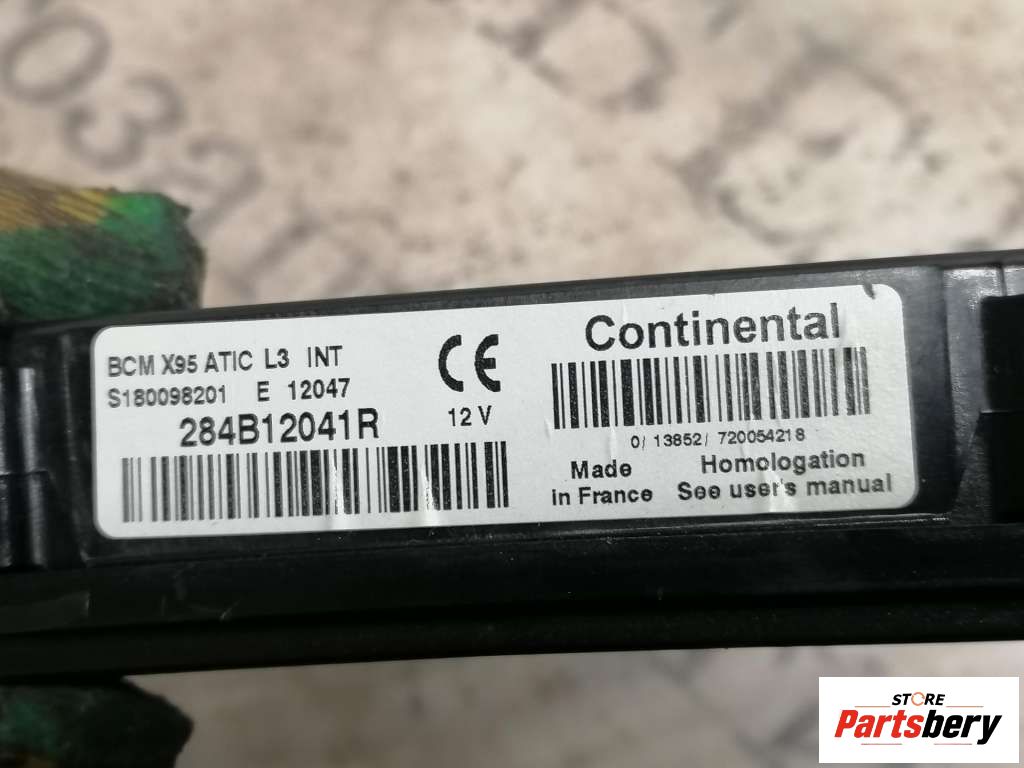 BCM X95 ATIC L3 INT
S180098201 E 12047
284B12041R
12 V
Continental
0/ 13852/ 720054218
Made
in France
Homologation
See user's manual
STORE
Partsbery